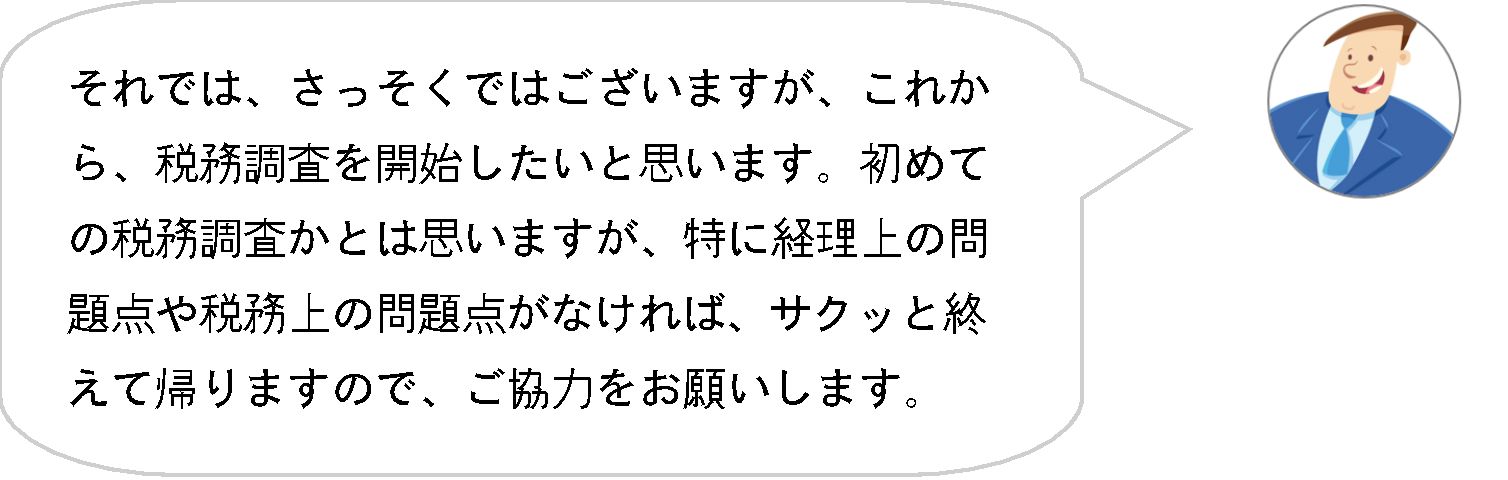 それでは、さっそくではございますが、これか
ら、税務調査を開始したいと思います。初めて
の税務調査かとは思いますが、特に経理上の問
題点や税務上の問題点がなければ、サクッと終
えて帰りますので、ご協力をお願いします。